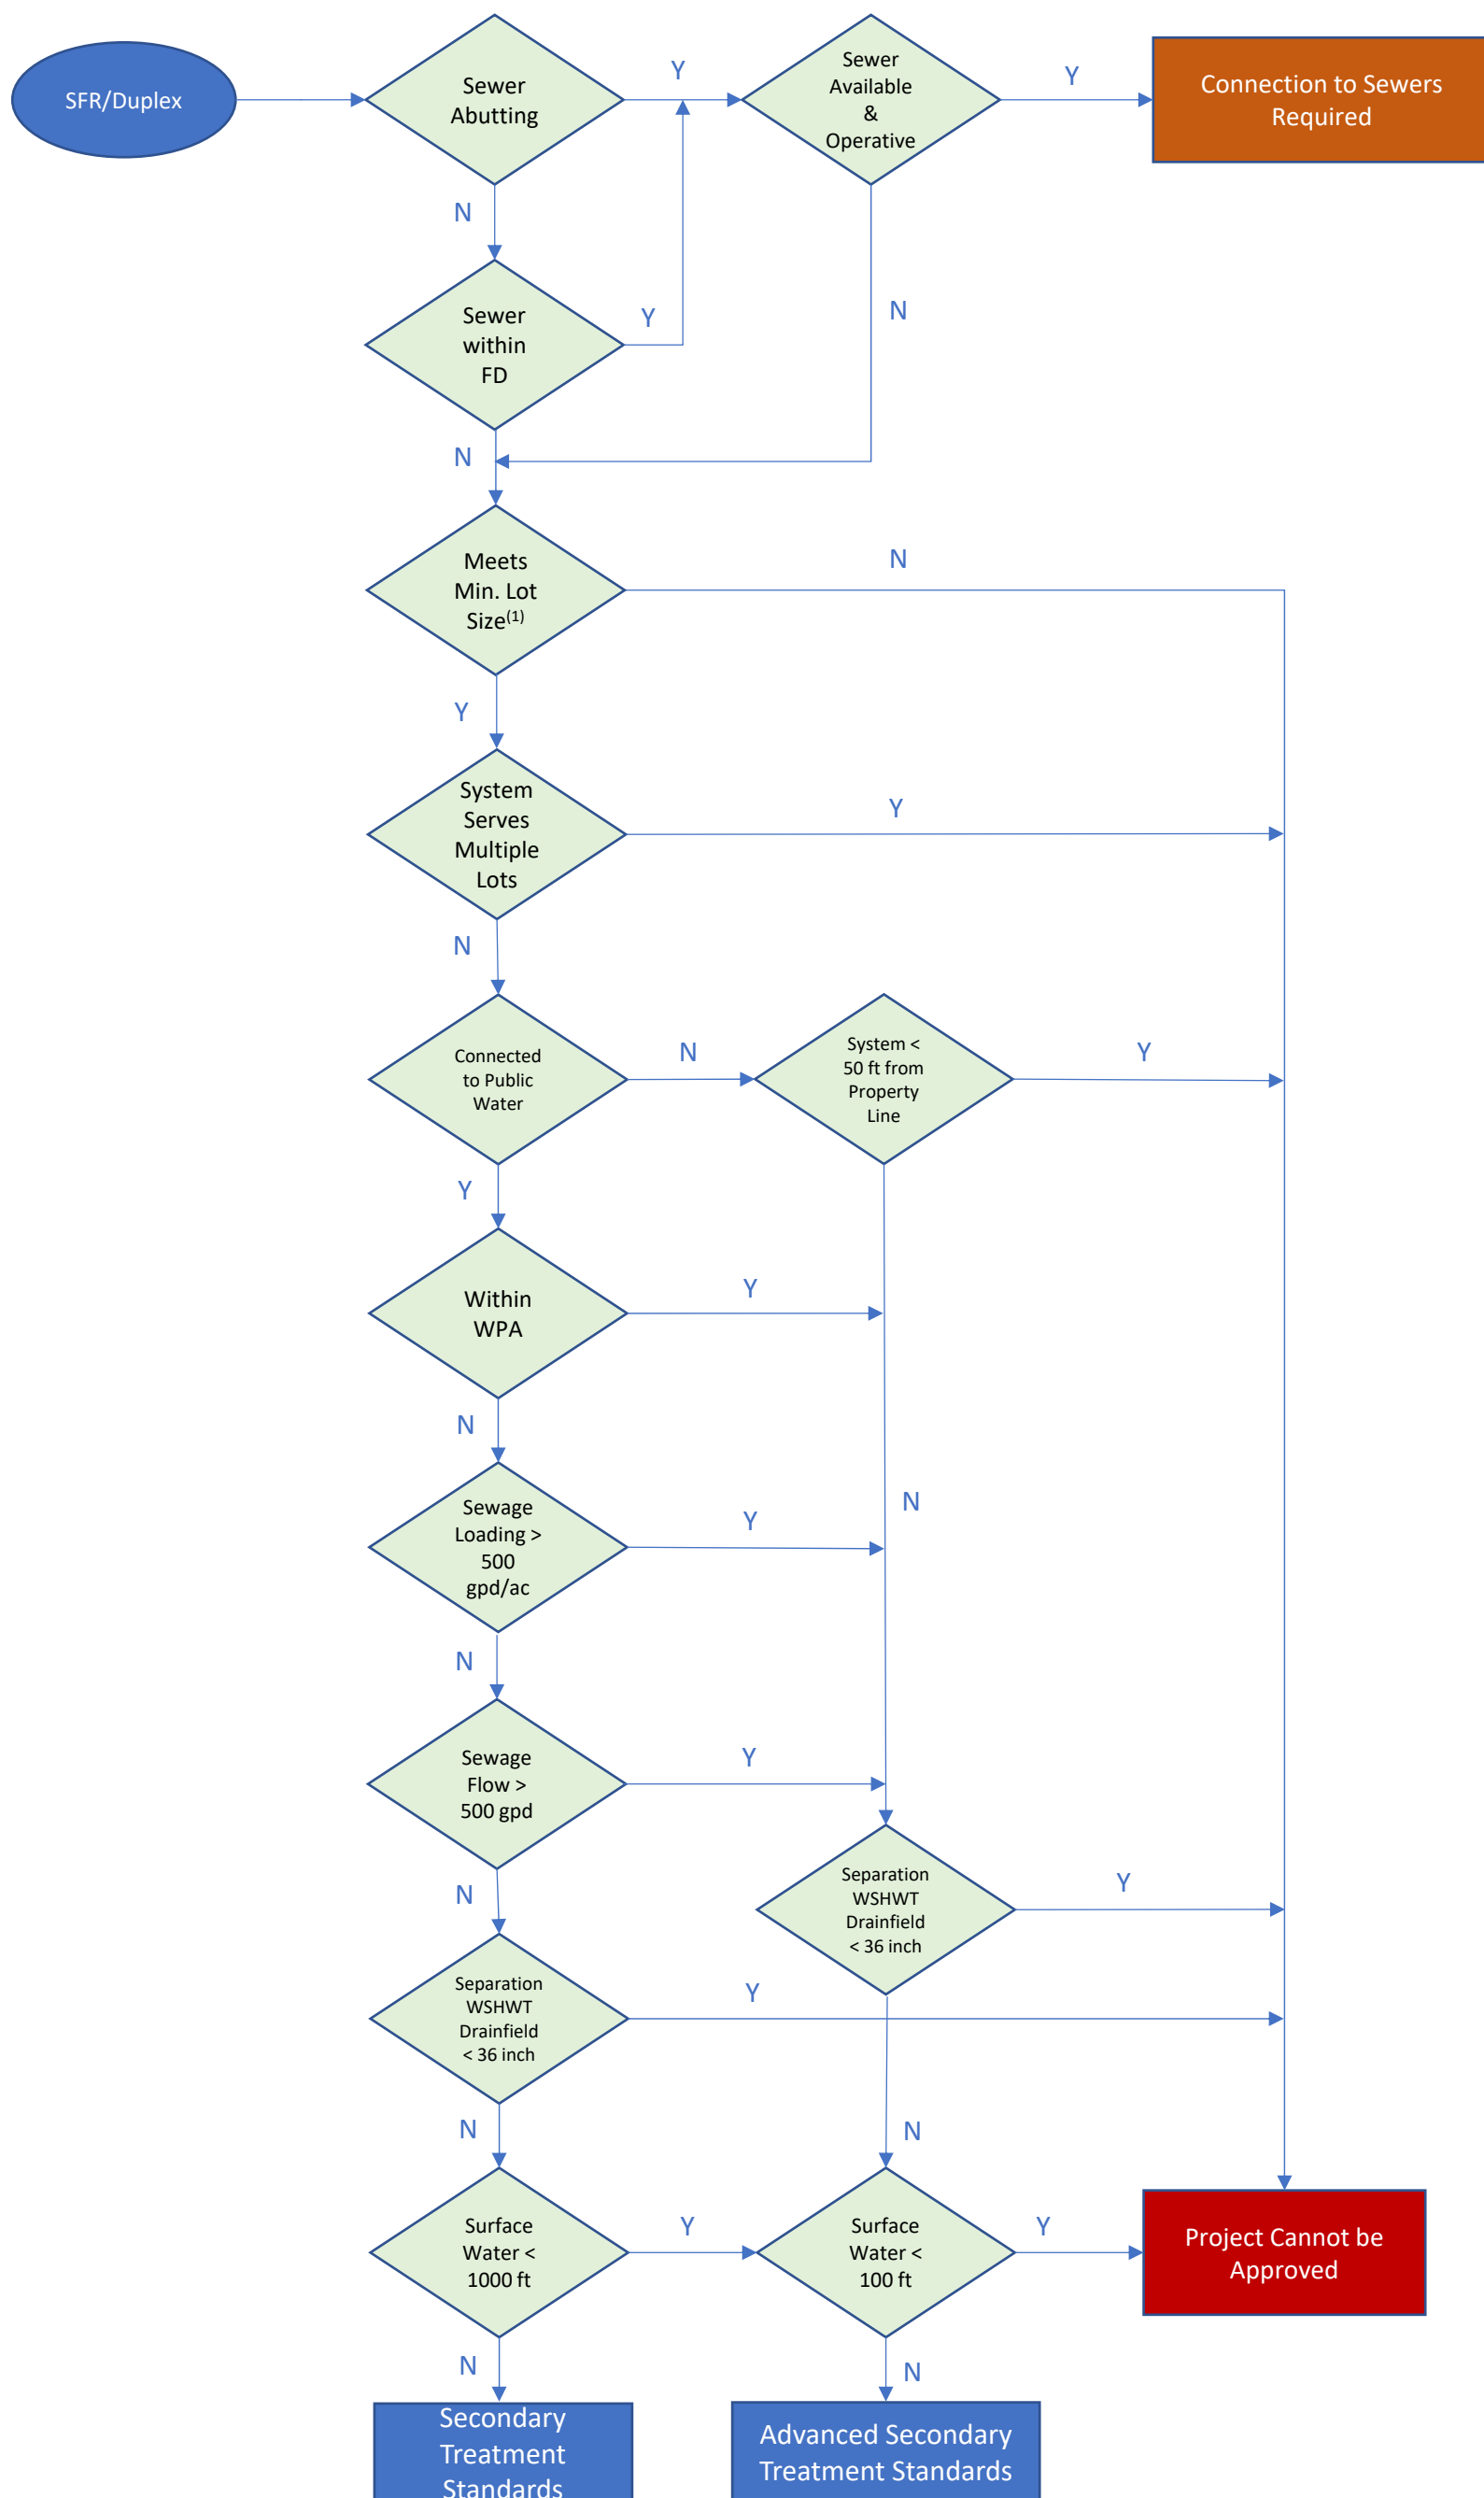 SFR/Duplex
Sewer
Abutting
Y
Sewer
Available
&
Operative
Y
Connection to Sewers
Required
N
Sewer
within
FD
Y
N
N
Meets
Min. Lot
Size(1)
N
Y
System
Serves
Multiple
Lots
Y
N
Connected
to Public
Water
N
System <
50 ft from
Property
Line
Y
Y
Within
WPA
Y
N
N
Sewage
Loading >
500
gpd/ac
Y
N
Sewage
Flow >
500 gpd
Y
N
Separation
WSHWT
Drainfield
< 36 inch
Y
Separation
WSHWT
Drainfield
< 36 inch
Y
N
N
Surface
Water <
1000 ft
Y
Surface
Water <
100 ft
Y
Project Cannot be
Approved
N
N
Secondary
Treatment
Standards
Advanced Secondary
Treatment Standards